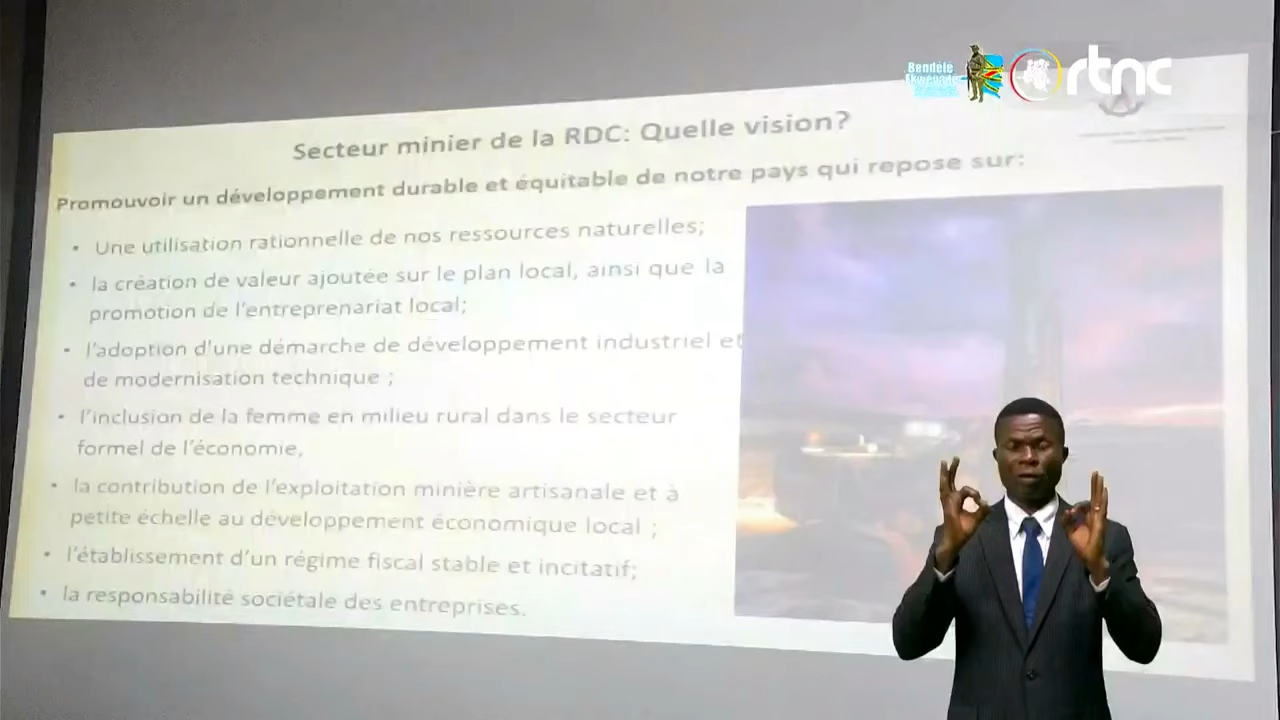 Bendele
Ekweya te
rtnc
Secteur minier de la RDC: Quelle vision?
Promouvoir un développement durable et équitable de notre pays qui repose sur:
• Une utilisation rationnelle de nos ressources naturelles;
• la création de valeur ajoutée sur le plan local, ainsi que la
promotion de l'entreprenariat local;
• l'adoption d'une démarche de développement industriel et
de modernisation technique ;
• l'inclusion de la femme en milieu rural dans le secteur
formel de l'économie,
• la contribution de l'exploitation minière artisanale et à
petite échelle au développement économique local ;
• l'établissement d'un régime fiscal stable et incitatif;
• la responsabilité sociétale des entreprises.